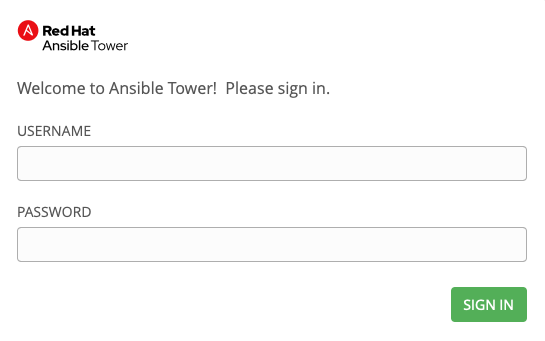 Red Hat
Ansible Tower
Welcome to Ansible Tower!  Please sign in.
USERNAME
PASSWORD
SIGN IN